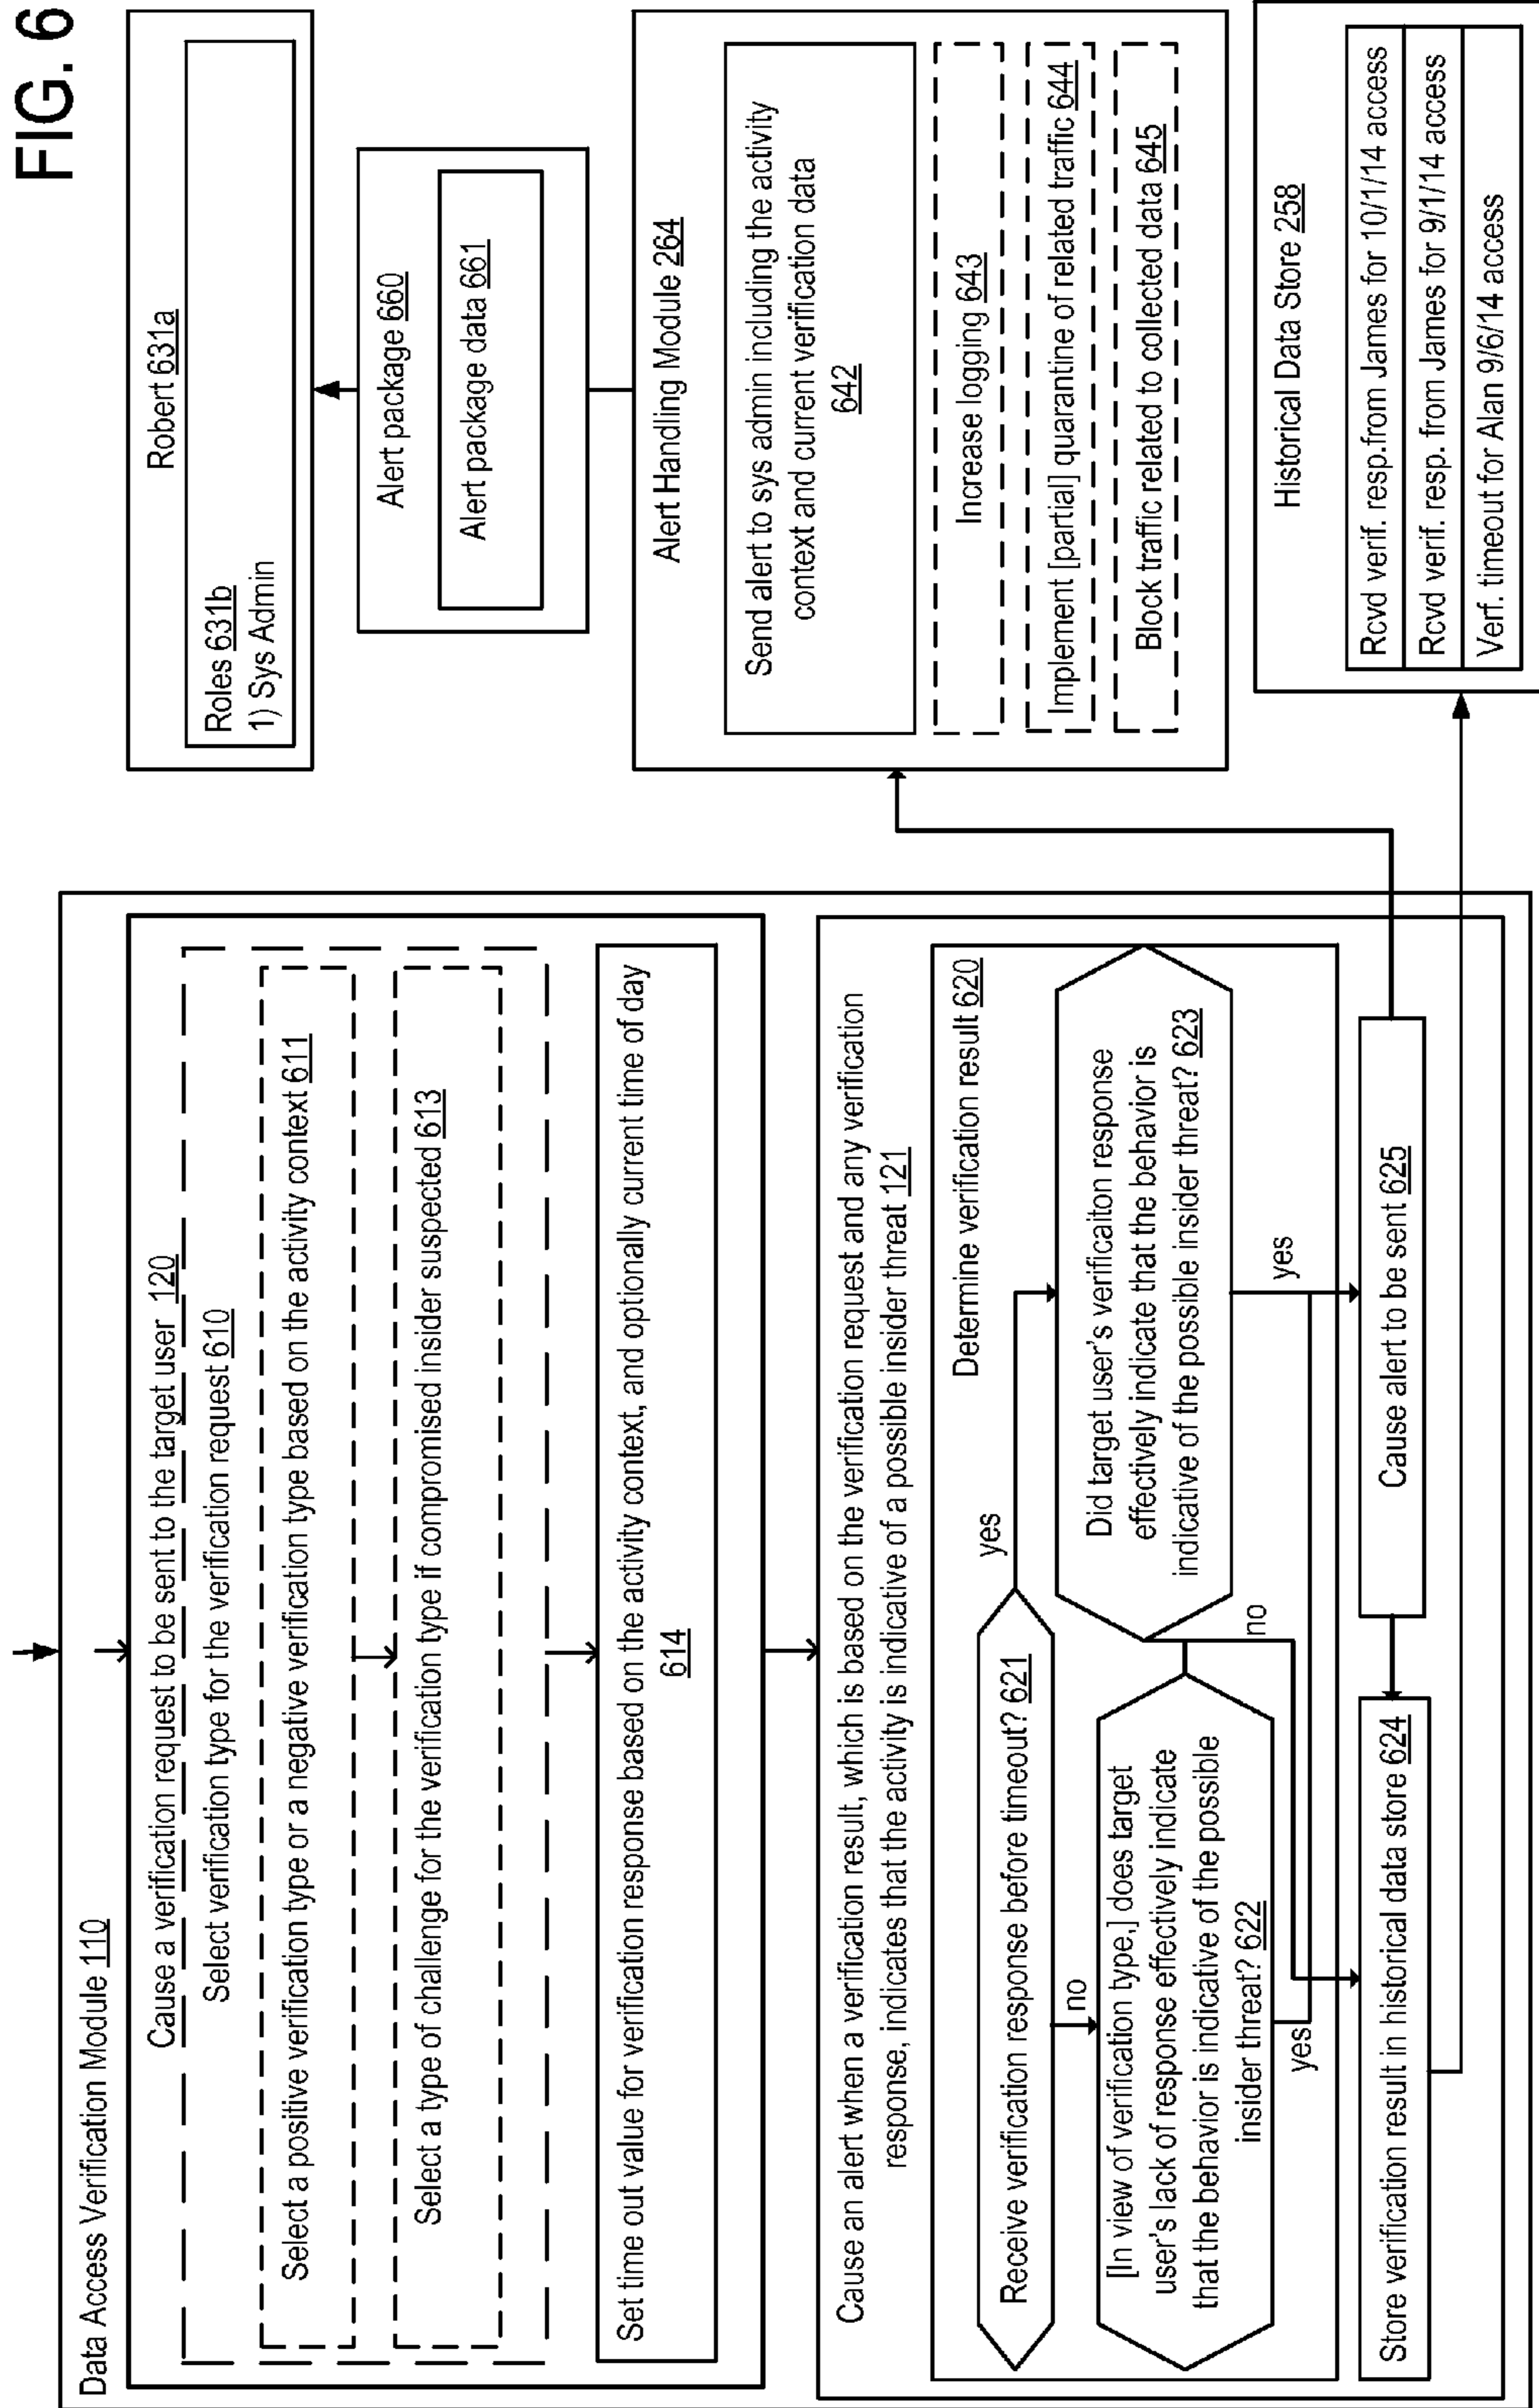 FIG. 6
Data Access Verification Module 110
Cause a verification request to be sent to the target user 120
Select verification type for the verification request 610
Select a positive verification type or a negative verification type based on the activity context 611
Select a type of challenge for the verification type if compromised insider suspected 613
Set time out value for verification response based on the activity context, and optionally current time of day
614
Cause an alert when a verification result, which is based on the verification request and any verification
response, indicates that the activity is indicative of a possible insider threat 121
Determine verification result 620
Receive verification response before timeout? 621
yes
no
[In view of verification type,] does target
user's lack of response effectively indicate
that the behavior is indicative of the possible
insider threat? 622
yes
Did target user's verificaiton response
effectively indicate that the behavior is
indicative of the possible insider threat? 623
no
yes
Store verification result in historical data store 624
Cause alert to be sent 625
Robert 631a
Roles 631b
1) Sys Admin
Alert package 660
Alert package data 661
Alert Handling Module 264
Send alert to sys admin including the activity
context and current verification data
642
Increase logging 643
Implement [partial] quarantine of related traffic 644
Block traffic related to collected data 645
Historical Data Store 258
Rcvd verif. resp.from James for 10/1/14 access
Rcvd verif. resp. from James for 9/1/14 access
Verf. timeout for Alan 9/6/14 access